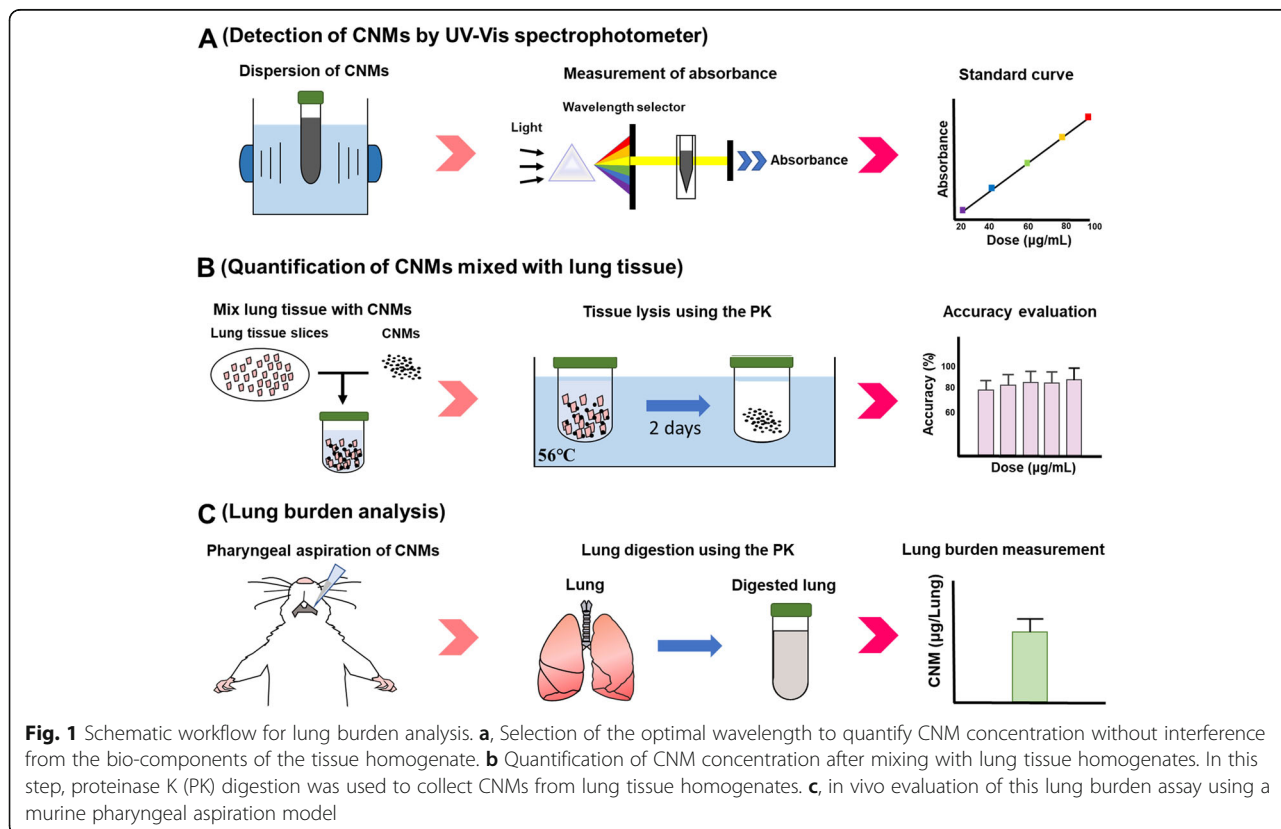 A (Detection of CNMs by UV-Vis spectrophotometer)
Dispersion of CNMs
Measurement of absorbance
Wavelength selector
Light
Absorbance
Standard curve
Absorbance
20 40 60 80 100
Dose (µg/mL)
B (Quantification of CNMs mixed with lung tissue)
Mix lung tissue with CNMs
Lung tissue slices
CNMs
Tissue lysis using the PK
2 days
56°C
Accuracy evaluation
Accuracy (%)
100
80
60
Dose (µg/mL)
C (Lung burden analysis)
Pharyngeal aspiration of CNMs
Lung digestion using the PK
Lung
Digested lung
Lung burden measurement
CNM (µg/Lung)
Fig. 1 Schematic workflow for lung burden analysis. a, Selection of the optimal wavelength to quantify CNM concentration without interference
from the bio-components of the tissue homogenate. b Quantification of CNM concentration after mixing with lung tissue homogenates. In this
step, proteinase K (PK) digestion was used to collect CNMs from lung tissue homogenates. c, in vivo evaluation of this lung burden assay using a
murine pharyngeal aspiration model